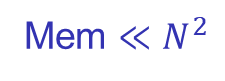 Mem ≪ 𝑁²